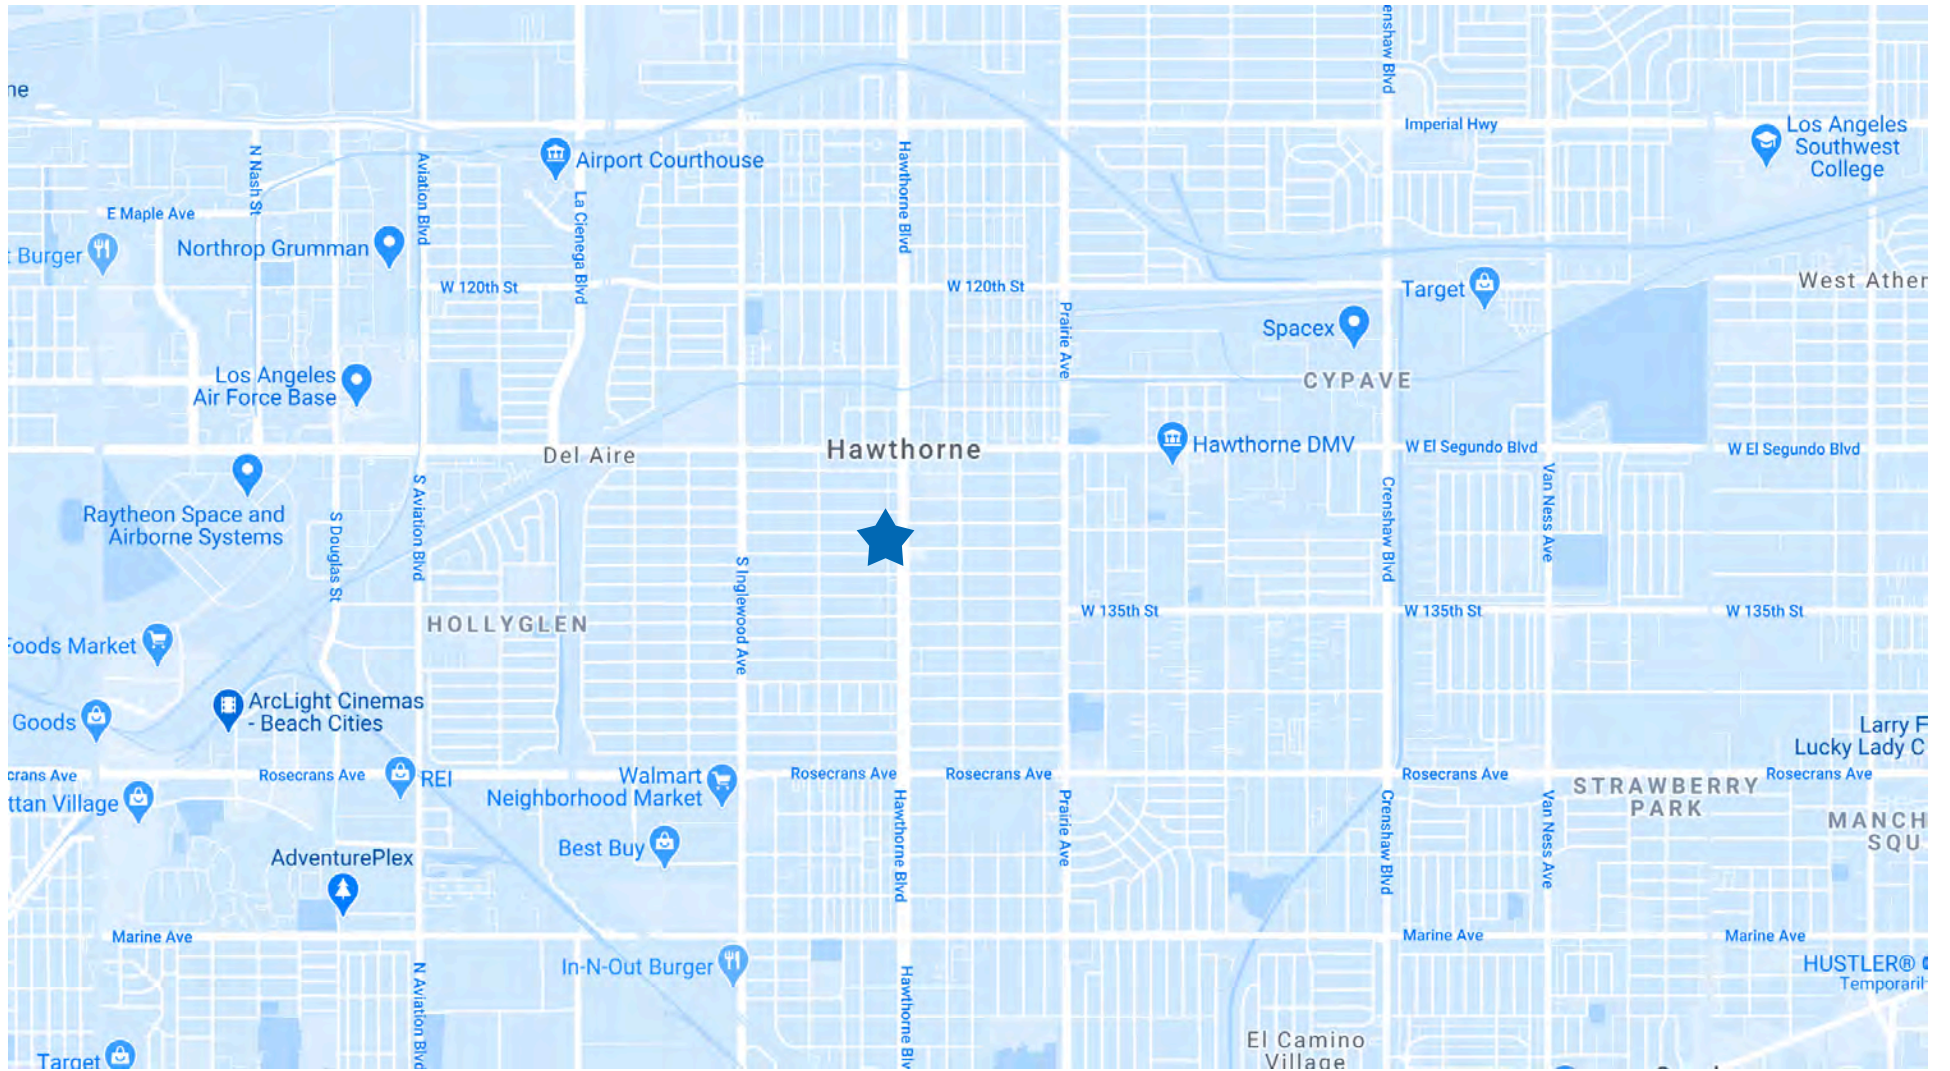 ne
enshaw Blvd
Imperial Hwy
Los Angeles
Southwest
College
N Nash St
Aviation Blvd
Airport Courthouse
Hawthorne Blvd
La Cienega Blvd
E Maple Ave
Northrop Grumman
t Burger
W 120th St
W 120th St
Target
West Ather
Prairie Ave
Spacex
Los Angeles
Air Force Base
CYPAVE
Del Aire
Hawthorne
Hawthorne DMV
W El Segundo Blvd
W El Segundo Blvd
Raytheon Space and
Airborne Systems
S Douglas St
S Aviation Blvd
Crenshaw Blvd
Van Ness Ave
S Inglewood Ave
W 135th St
W 135th St
W 135th St
HOLLYGLEN
Foods Market
ArcLight Cinemas
- Beach Cities
Goods
Larry F
Lucky Lady C
crans Ave
Rosecrans Ave
REI
Walmart
Neighborhood Market
Rosecrans Ave
Rosecrans Ave
Rosecrans Ave
Rosecrans Ave
STRAWBERRY
PARK
ttan Village
MANCH
SQU
Best Buy
Hawthorne Blvd
Prairie Ave
Crenshaw Blvd
Van Ness Ave
AdventurePlex
Marine Ave
Marine Ave
Marine Ave
In-N-Out Burger
HUSTLER®
Temporaril
N Aviation Blvd
Hawthorne Blv
El Camino
Village
Target